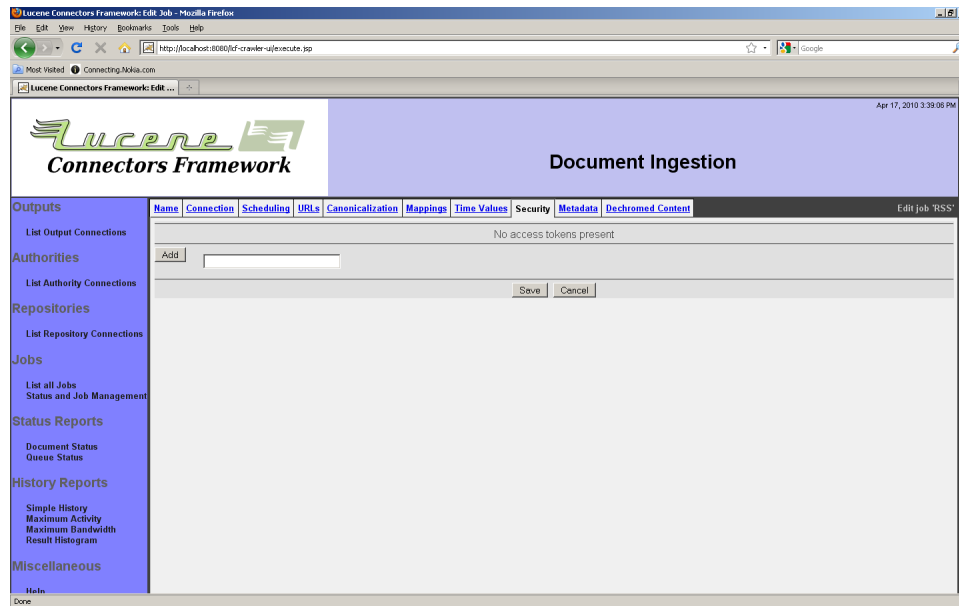 Lucene Connectors Framework: Edit Job - Mozilla Firefox
File Edit View History Bookmarks Tools Help
http://localhost:8080/lcf-crawler-ui/execute.jsp
Google
Most Visited Connecting.Nokia.com
Lucene Connectors Framework: Edit ...
Apr 17, 2010 3:39:06 PM
Lucene
Connectors Framework
Document Ingestion
Outputs
List Output Connections
Authorities
List Authority Connections
Repositories
List Repository Connections
Jobs
List all Jobs
Status and Job Management
Status Reports
Document Status
Queue Status
History Reports
Simple History
Maximum Activity
Maximum Bandwidth
Result Histogram
Miscellaneous
Help
Name Connection Scheduling URLs Canonicalization Mappings Time Values Security Metadata Dechromed Content
Edit job 'RSS'
No access tokens present
Add
Save Cancel
Done